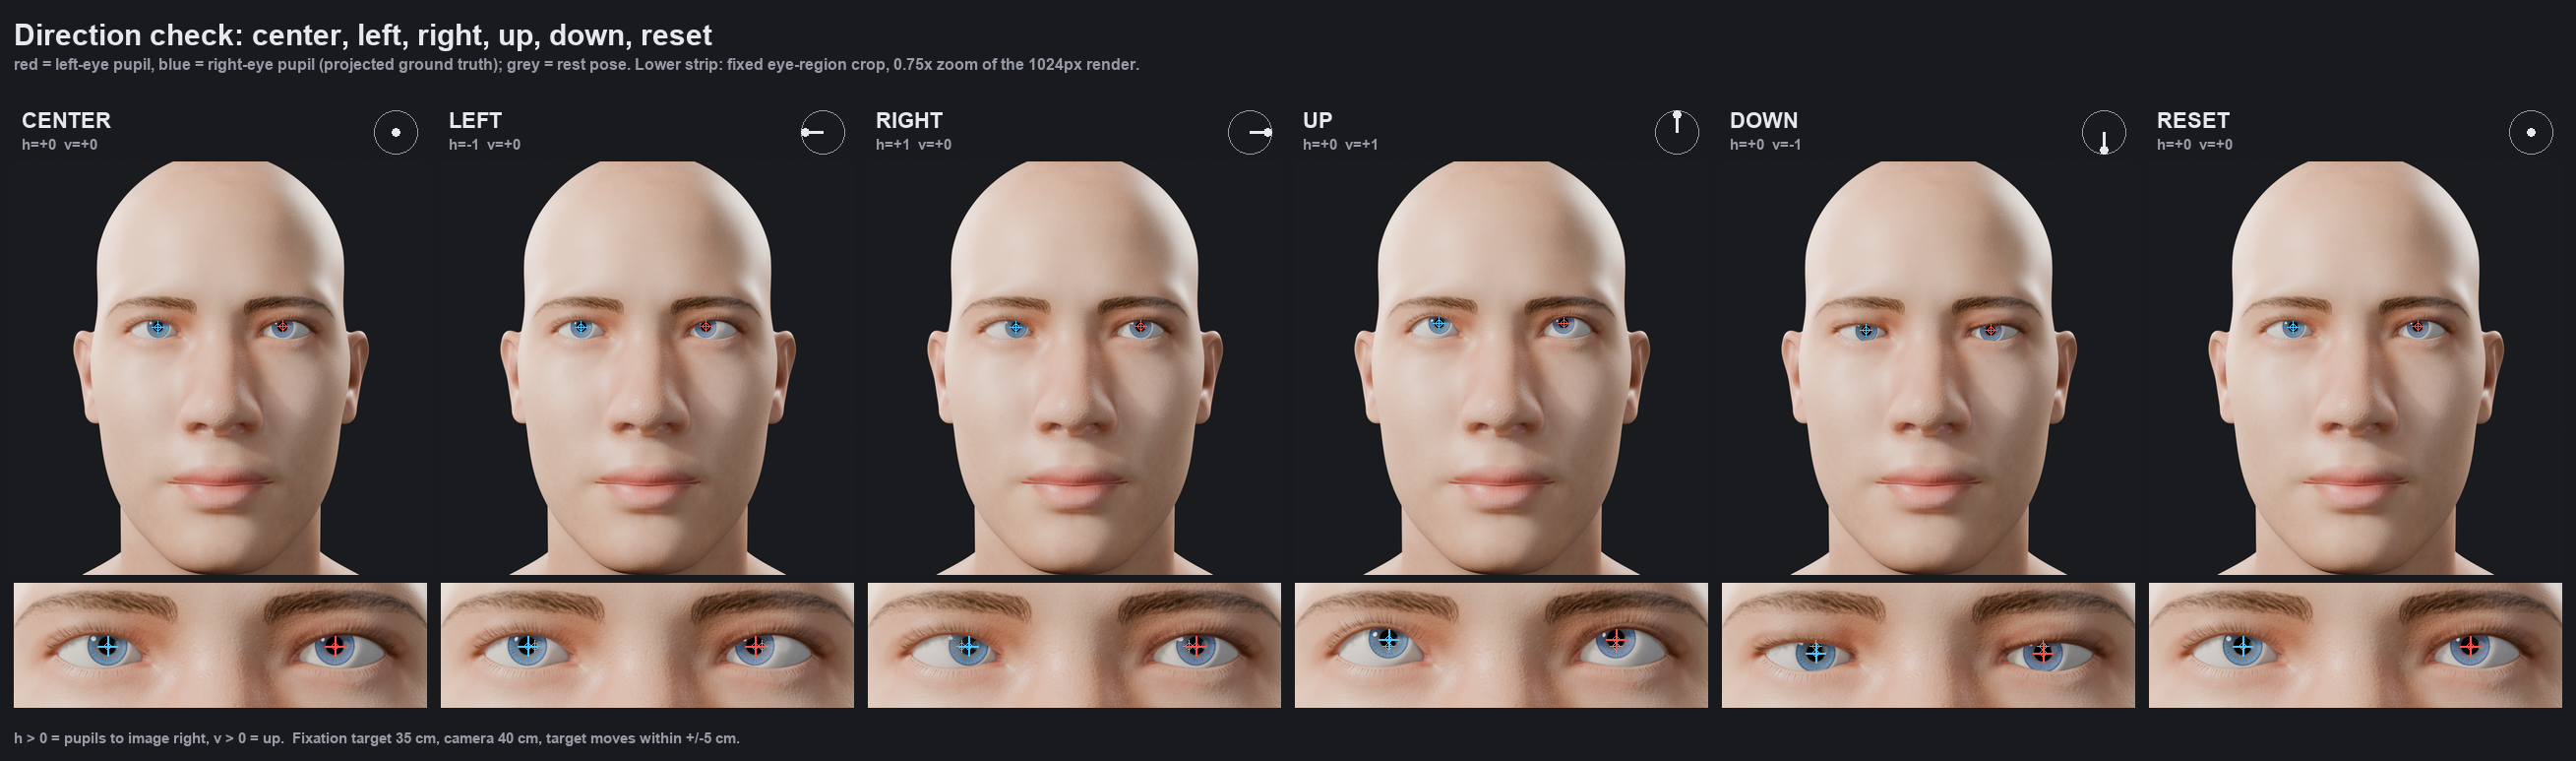 Direction check: center, left, right, up, down, reset
red = left-eye pupil, blue = right-eye pupil (projected ground truth); grey = rest pose. Lower strip: fixed eye-region crop, 0.75x zoom of the 1024px render.
CENTER
h=+0 v=+0
LEFT
h=-1 v=+0
RIGHT
h=+1 v=+0
UP
h=+0 v=+1
DOWN
h=+0 v=-1
RESET
h=+0 v=+0
h > 0 = pupils to image right, v > 0 = up. Fixation target 35 cm, camera 40 cm, target moves within +/-5 cm.